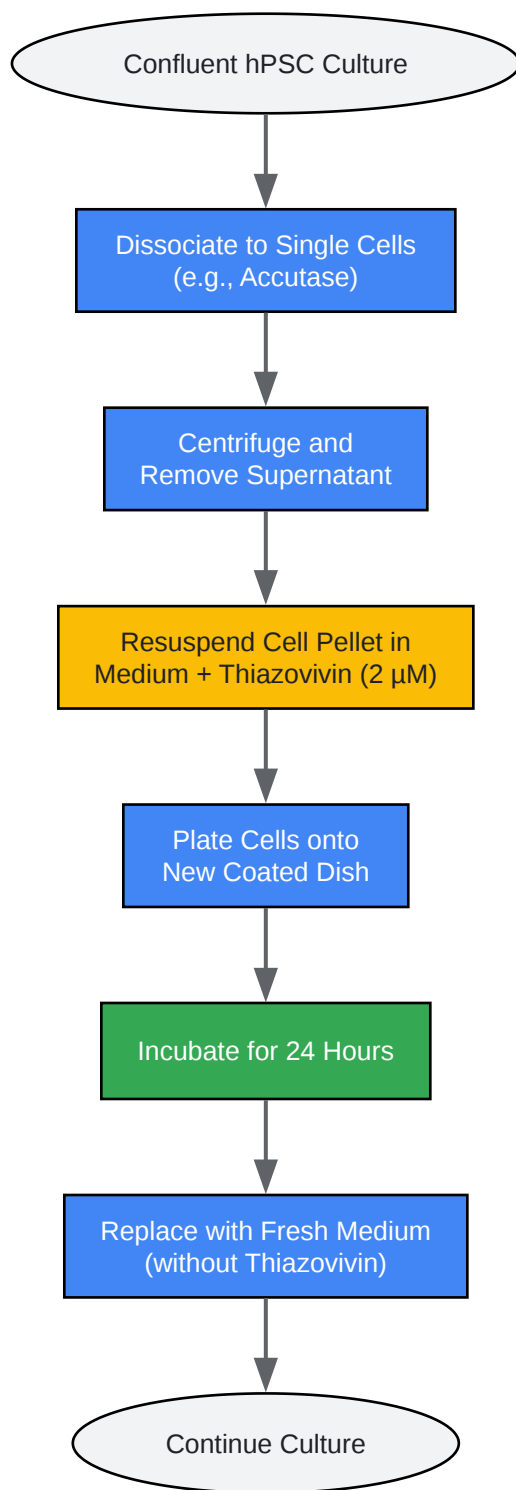 Confluent hPSC Culture
Dissociate to Single Cells
(e.g., Accutase)
Centrifuge and
Remove Supernatant
Resuspend Cell Pellet in
Medium + Thiazovivin (2 µM)
Plate Cells onto
New Coated Dish
Incubate for 24 Hours
Replace with Fresh Medium
(without Thiazovivin)
Continue Culture